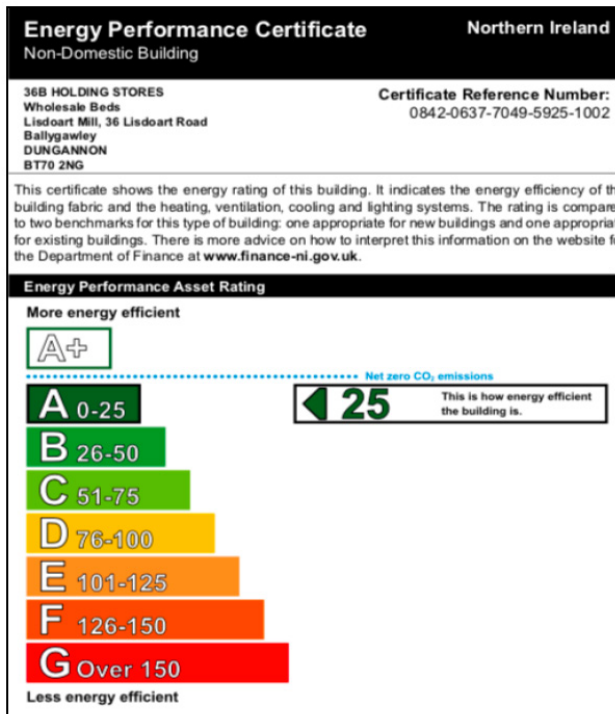 Energy Performance Certificate
Northern Ireland
Non-Domestic Building
36B HOLDING STORES
Wholesale Beds
Lisdoart Mill, 36 Lisdoart Road
Ballygawley
DUNGANNON
BT70 2NG
Certificate Reference Number:
0842-0637-7049-5925-1002
This certificate shows the energy rating of this building. It indicates the energy efficiency of th
building fabric and the heating, ventilation, cooling and lighting systems. The rating is compare
to two benchmarks for this type of building: one appropriate for new buildings and one appropriat
for existing buildings. There is more advice on how to interpret this information on the website f
the Department of Finance at www.finance-ni.gov.uk.
Energy Performance Asset Rating
More energy efficient
A+
Net zero CO₂ emissions
A 0-25
25
This is how energy efficient
the building is.
B 26-50
C 51-75
D 76-100
E 101-125
F 126-150
G Over 150
Less energy efficient